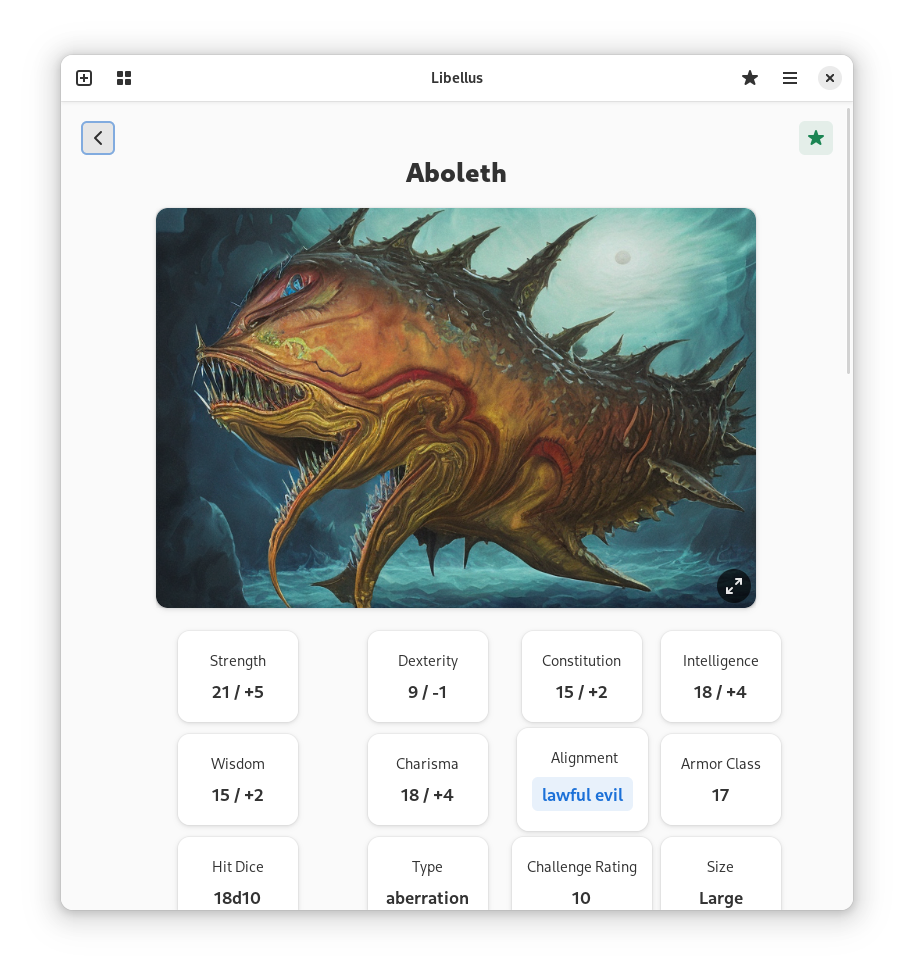 Libellus
Aboleth
Strength
21 / +5
Dexterity
9 / -1
Constitution
15 / +2
Intelligence
18 / +4
Wisdom
15 / +2
Charisma
18 / +4
Alignment
lawful evil
Armor Class
17
Hit Dice
18d10
Type
aberration
Challenge Rating
10
Size
Large